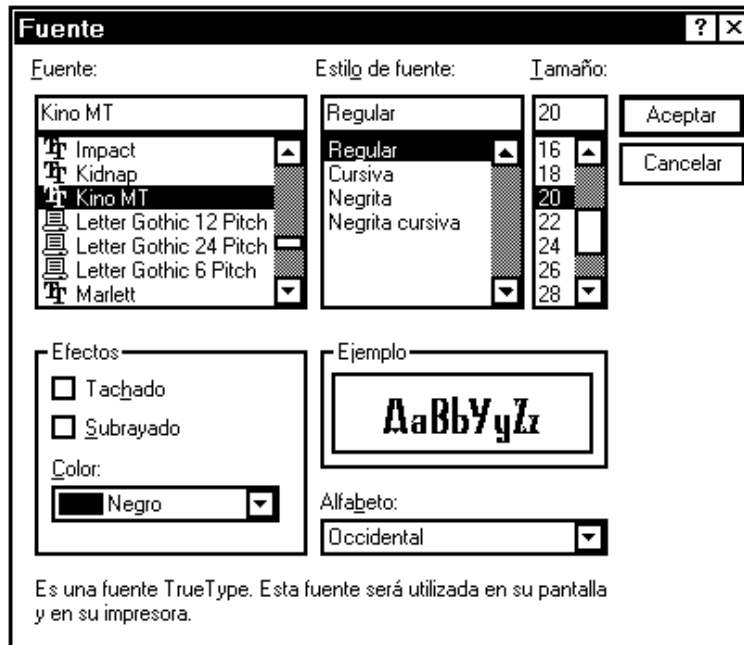 Fuente
Fuente:
Kino MT
Impact
Kidnap
Kino MT
Letter Gothic 12 Pitch
Letter Gothic 24 Pitch
Letter Gothic 6 Pitch
Marlett
Estilo de fuente:
Regular
Regular
Cursiva
Negrita
Negrita cursiva
Tamaño:
20
16
18
20
22
24
26
28
Aceptar
Cancelar
Efectos
Tachado
Subrayado
Color:
Negro
Ejemplo
AaBbYyZz
Alfabeto:
Occidental
Es una fuente TrueType. Esta fuente será utilizada en su pantalla
y en su impresora.